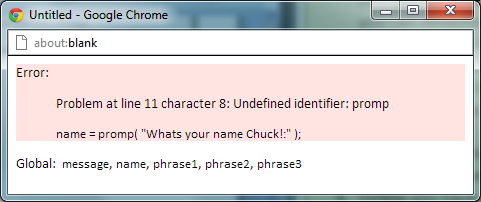 Untitled - Google Chrome
about:blank
Error:
Problem at line 11 character 8: Undefined identifier: promp
name = promp( "Whats your name Chuck!:" );
Global: message, name, phrase1, phrase2, phrase3